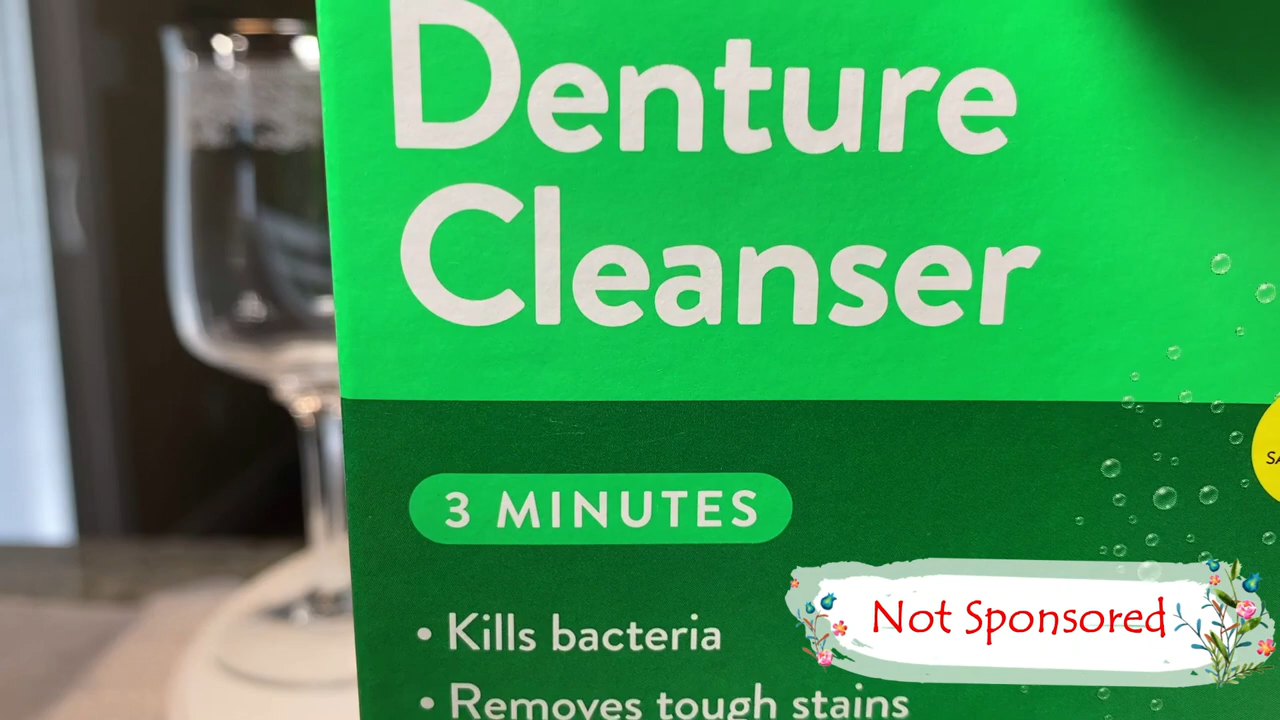 Denture
Cleanser
3 MINUTES
• Kills bacteria
• Removes tough stains
Not Sponsored